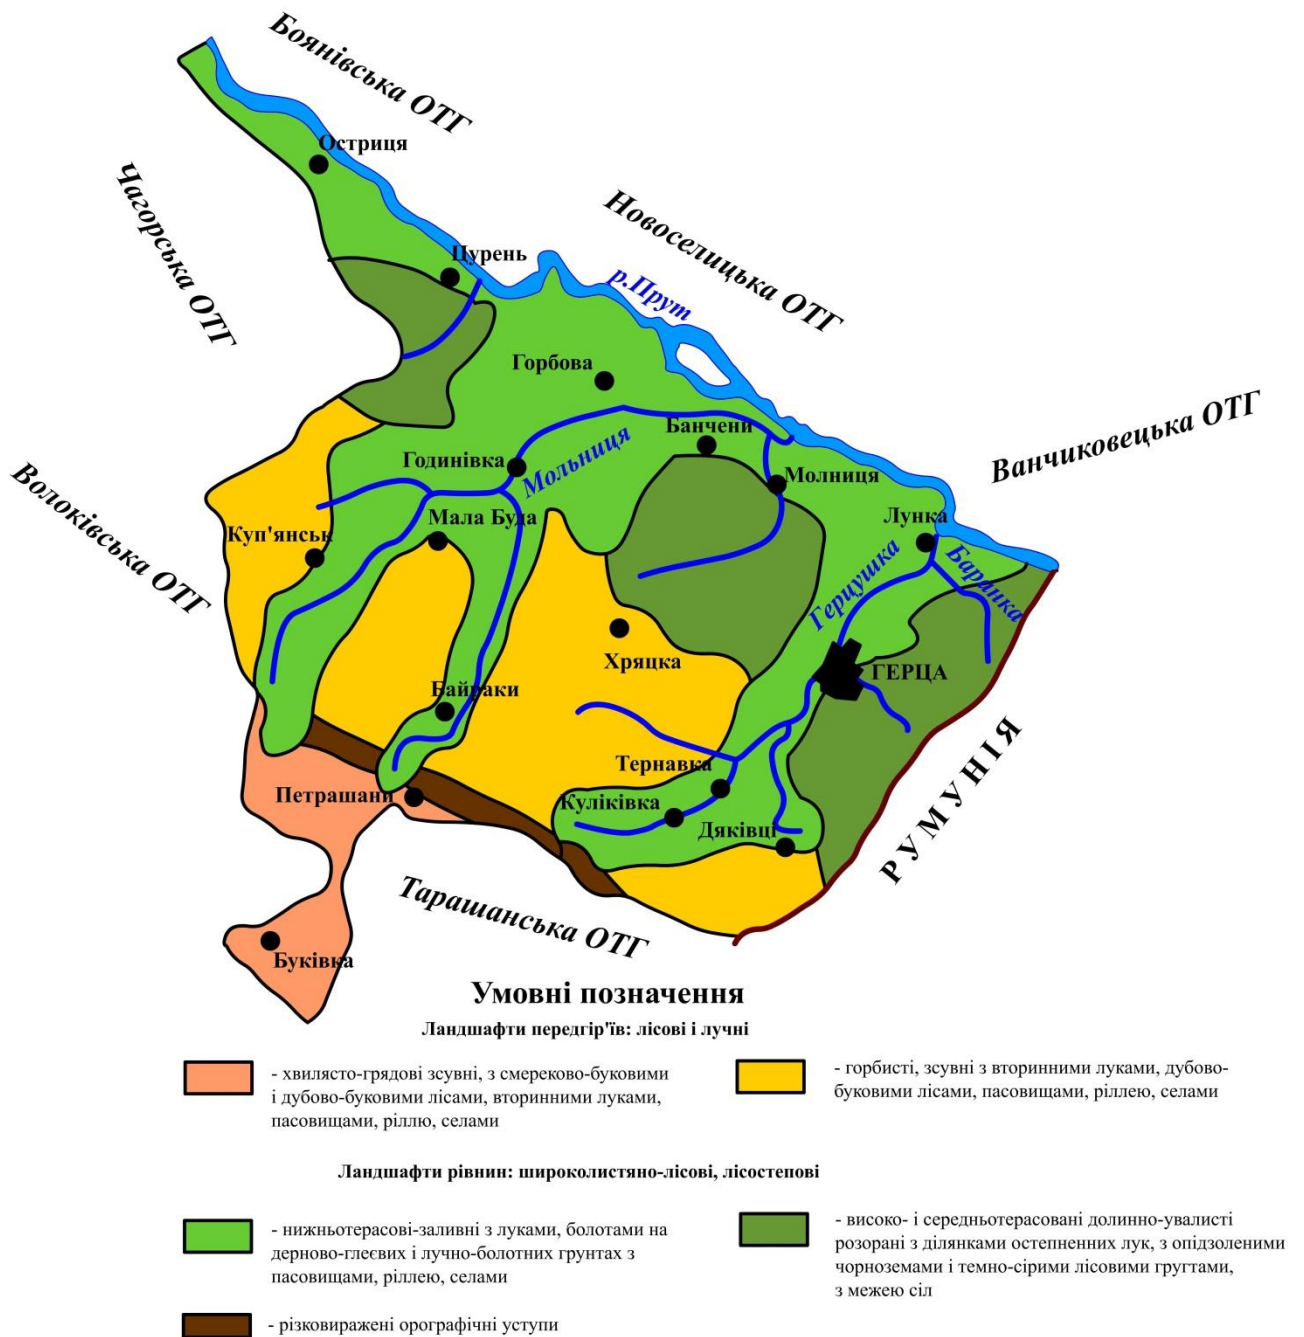 Боянівська ОТГ
Остриця
Чагорська ОТГ
Новоселицька ОТГ
Цурень
р.Прут
Горбова
Ванчиковецька ОТГ
Банчени
Годинівка
Мольниця
Молниця
Волоківська ОТГ
Мала Буда
Лунка
Куп'янськ
Герцушка
Баранка
Хряцка
ГЕРЦА
Байраки
РУМУНІЯ
Тернавка
Петрашани
Куліківка
Дяківці
Тарашанська ОТГ
Буківка
Умовні позначення
Ландшафти передгір'їв: лісові і лучні
- хвилясто-грядові зсувні, з смереково-буковими
і дубово-буковими лісами, вторинними луками,
пасовищами, ріллю, селами
- горбисті, зсувні з вторинними луками, дубово-
буковими лісами, пасовищами, ріллею, селами
Ландшафти рівнин: широколистяно-лісові, лісостепові
- нижньотерасові-заливні з луками, болотами на
дерново-глеєвих і лучно-болотних грунтах з
пасовищами, ріллею, селами
- високо- і середньотерасовані долинно-увалисті
розорані з ділянками остепненних лук, з опідзоленими
чорноземами і темно-сірими лісовими груггами,
з межею сіл
- різковиражені орографічні уступи